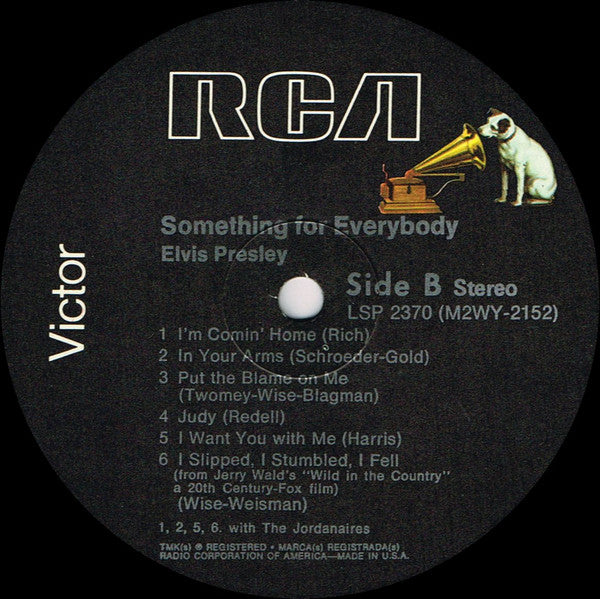 RCA
Victor
Something for Everybody
Elvis Presley
Side B Stereo
LSP 2370 (M2WY-2152)
1 I'm Comin' Home (Rich)
2 In Your Arms (Schroeder-Gold)
3 Put the Blame on Me
(Twomey-Wise-Blagman)
4 Judy (Redell)
5 I Want You with Me (Harris)
6 I Slipped, I Stumbled, I Fell
(from Jerry Wald's "Wild in the Country"
a 20th Century-Fox film)
(Wise-Weisman)
1, 2, 5, 6. with The Jordanaires
TMK(s) ® REGISTERED • MARCA(s) REGISTRADA(s)
RADIO CORPORATION OF AMERICA—MADE IN U.S.A.